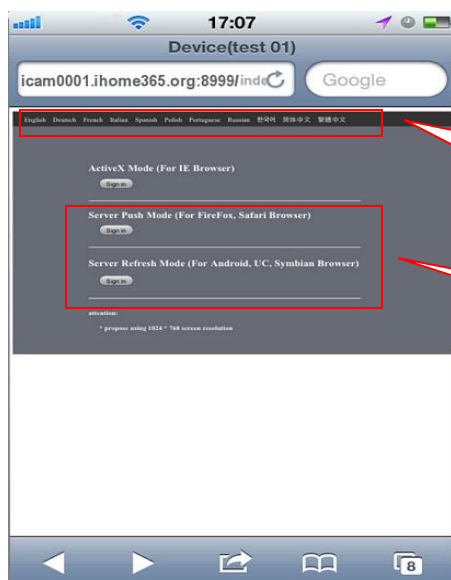 17:07
Device(test 01)
icam0001.ihome365.org:8999/inde
Google
English Deutsch French Italian Spanish Polish Portuguese Russian 한국어 简体中文 繁體中文
ActiveX Mode (For IE Browser)
Sign in
Server Push Mode (For FireFox, Safari Browser)
Sign in
Server Refresh Mode (For Android, UC, Symbian Browser)
Sign in
attention:
* propose using 1024 * 768 screen resolution
8